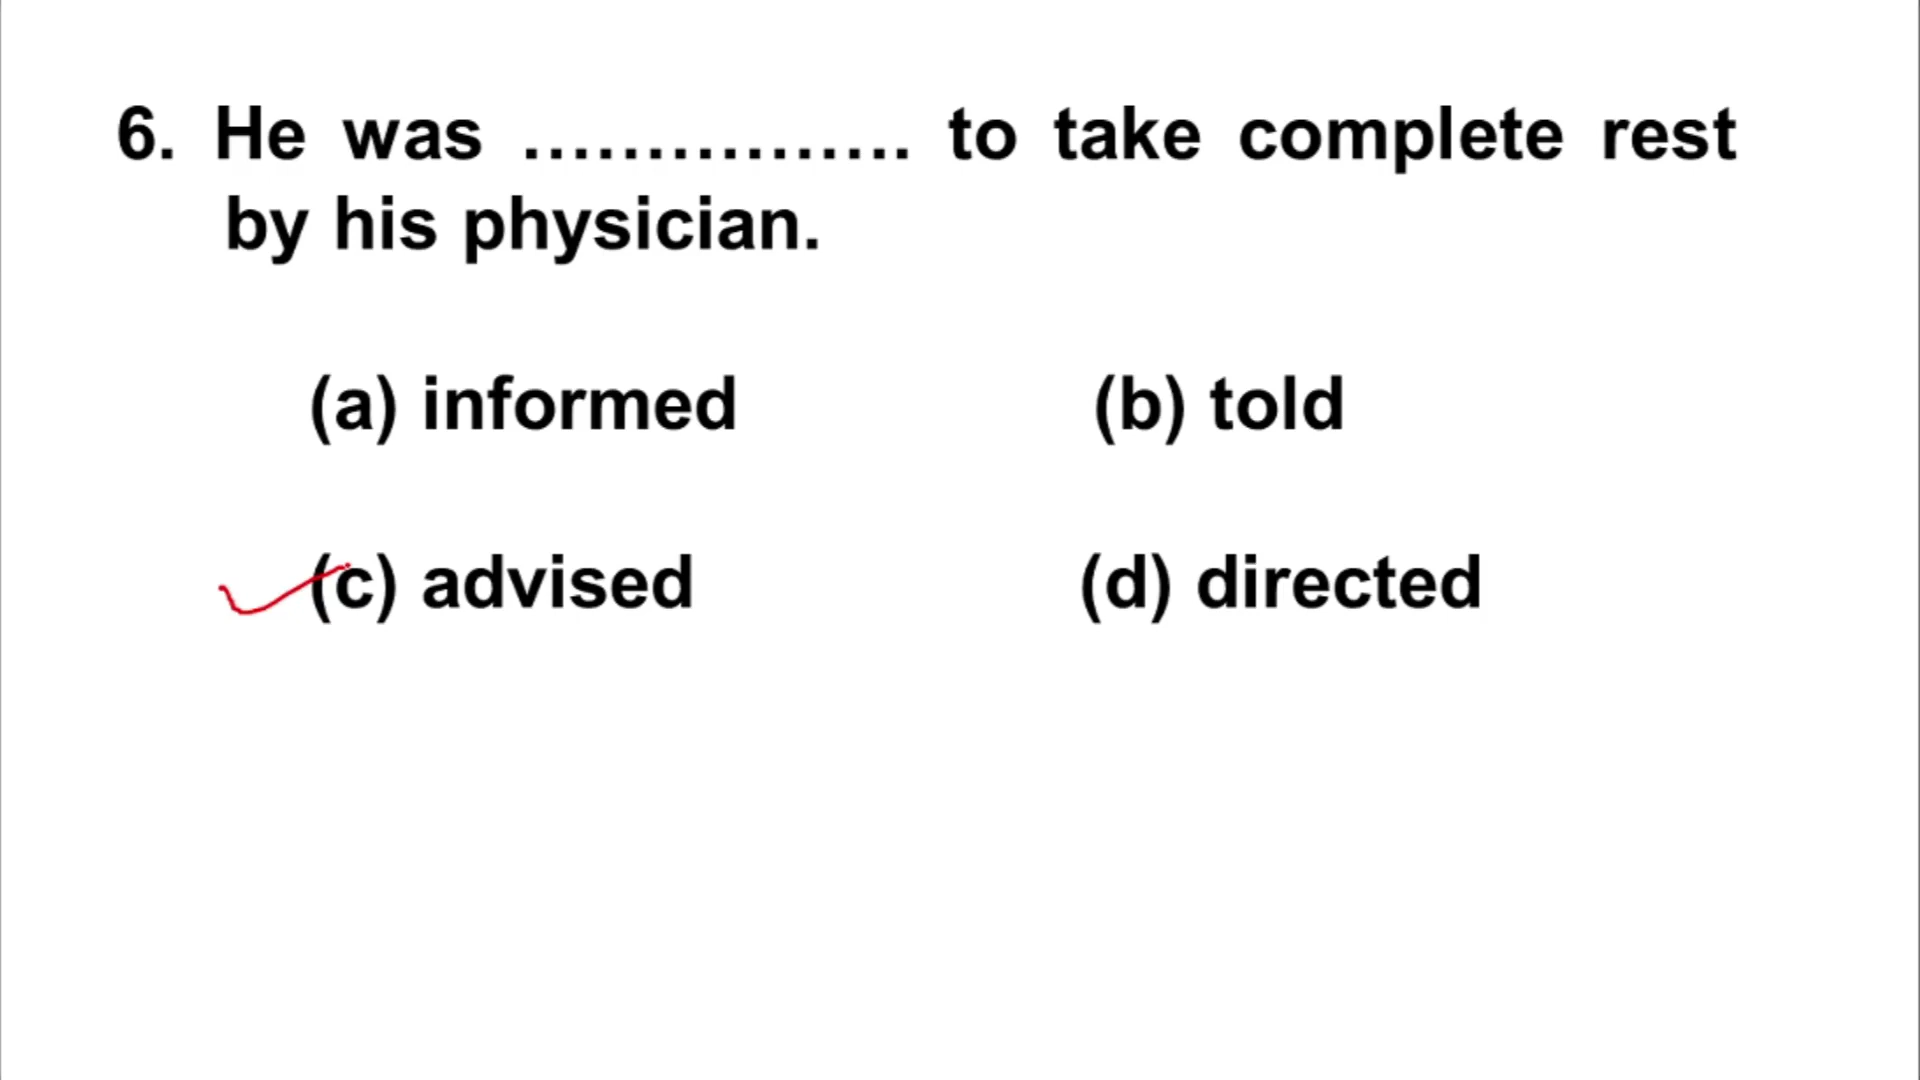 6. He was ................ to take complete rest
by his physician.
(a) informed (b) told
(c) advised (d) directed